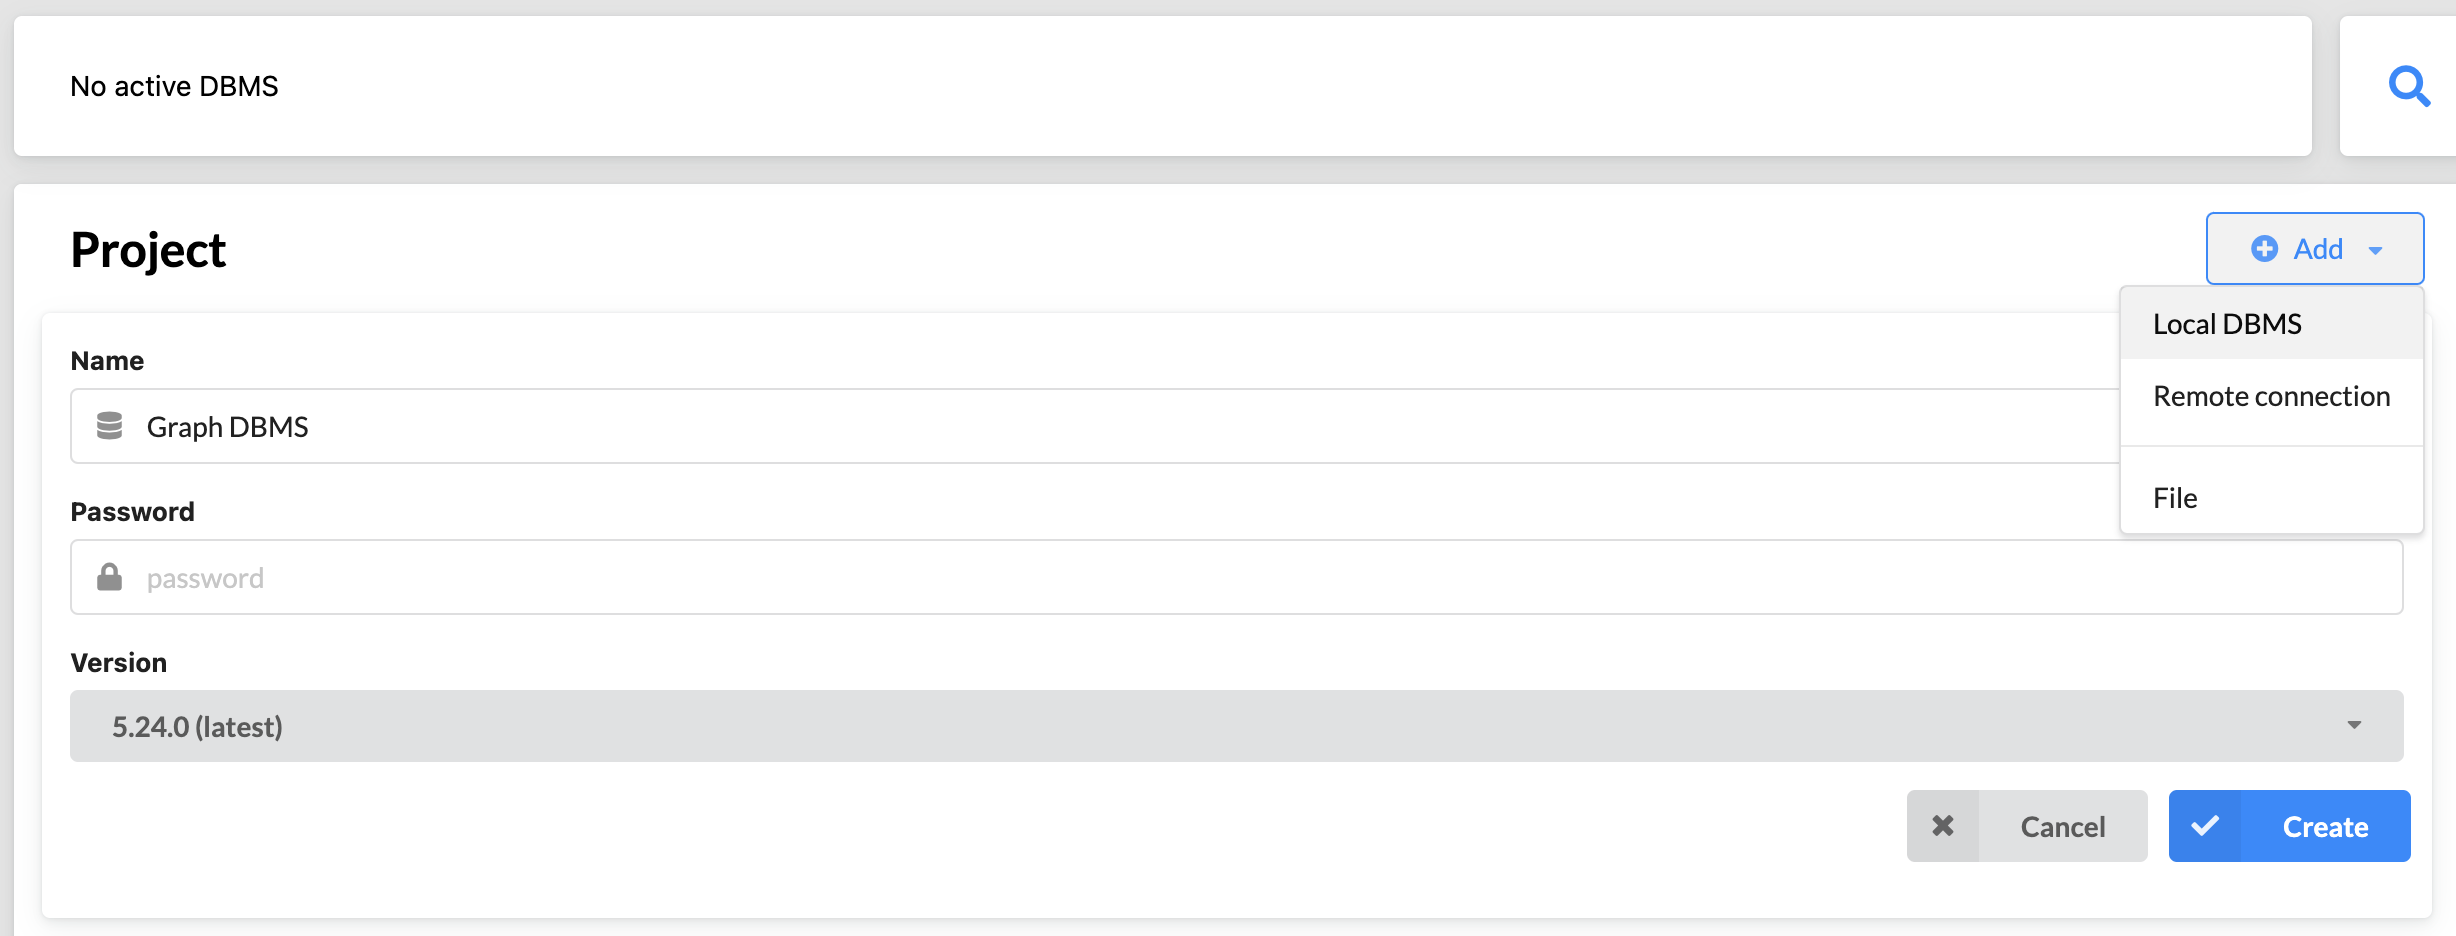 No active DBMS
Project
Add
Local DBMS
Remote connection
File
Name
Graph DBMS
Password
password
Version
5.24.0 (latest)
Cancel
Create